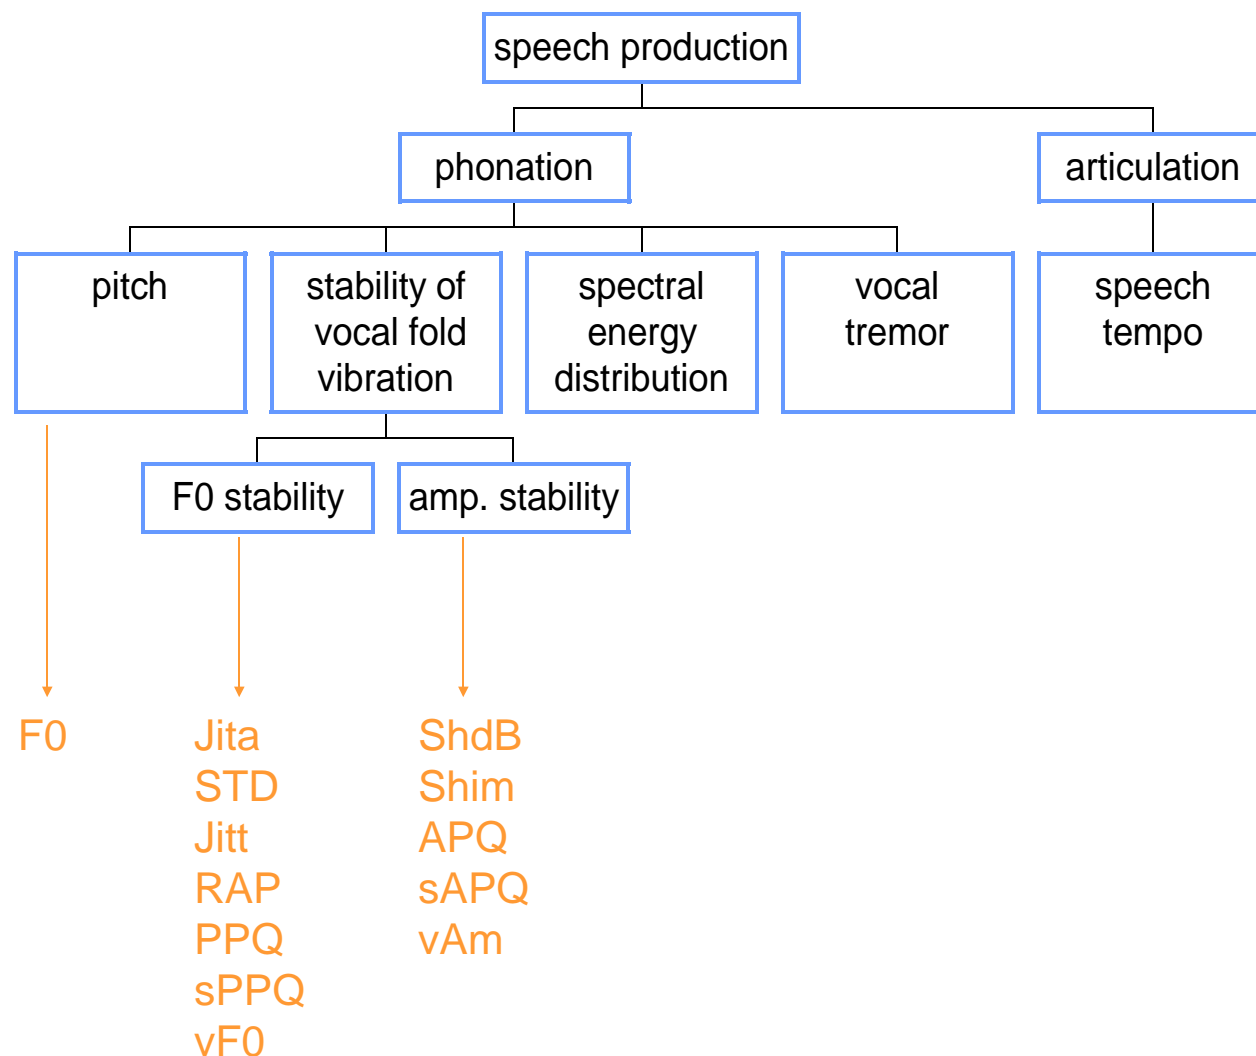 speech production
phonation
articulation
pitch
stability of
vocal fold
vibration
spectral
energy
distribution
vocal
tremor
speech
tempo
F0 stability
amp. stability
F0
Jita
STD
Jitt
RAP
PPQ
sPPQ
vF0
ShdB
Shim
APQ
sAPQ
vAm